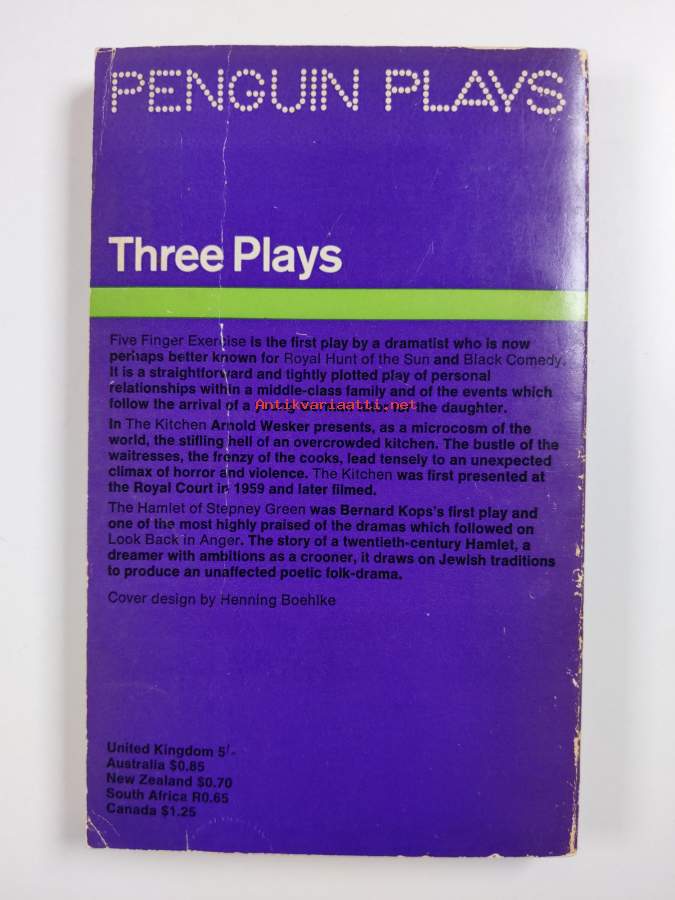 PENGUIN PLAYS
Three Plays
Five Finger Exercise is the first play by a dramatist who is now
perhaps better known for Royal Hunt of the Sun and Black Comedy.
It is a straightforward and tightly plotted play of personal
relationships within a middle-class family and of the events which
follow the arrival of a the daughter.
Antikvariaatti.net
In The Kitchen Arnold Wesker presents, as a microcosm of the
world, the stifling hell of an overcrowded kitchen. The bustle of the
waitresses, the frenzy of the cooks, lead tensely to an unexpected
climax of horror and violence. The Kitchen was first presented at
the Royal Court in 1959 and later filmed.
The Hamlet of Stepney Green was Bernard Kops's first play and
one of the most highly praised of the dramas which followed on
Look Back in Anger. The story of a twentieth-century Hamlet, a
dreamer with ambitions as a crooner, it draws on Jewish traditions
to produce an unaffected poetic folk-drama.
Cover design by Henning Boehlke
United Kingdom 5/-
Australia $0.85
New Zealand $0.70
South Africa R0.65
Canada $1.25